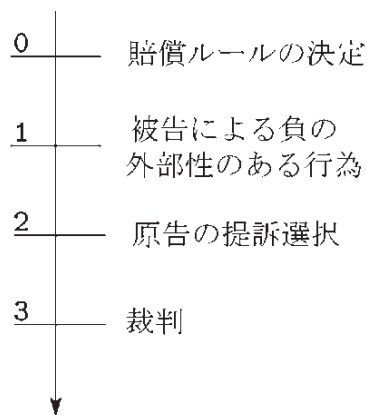 0 賠償ルールの決定
1 被告による負の
外部性のある行為
2 原告の提訴選択
3 裁判